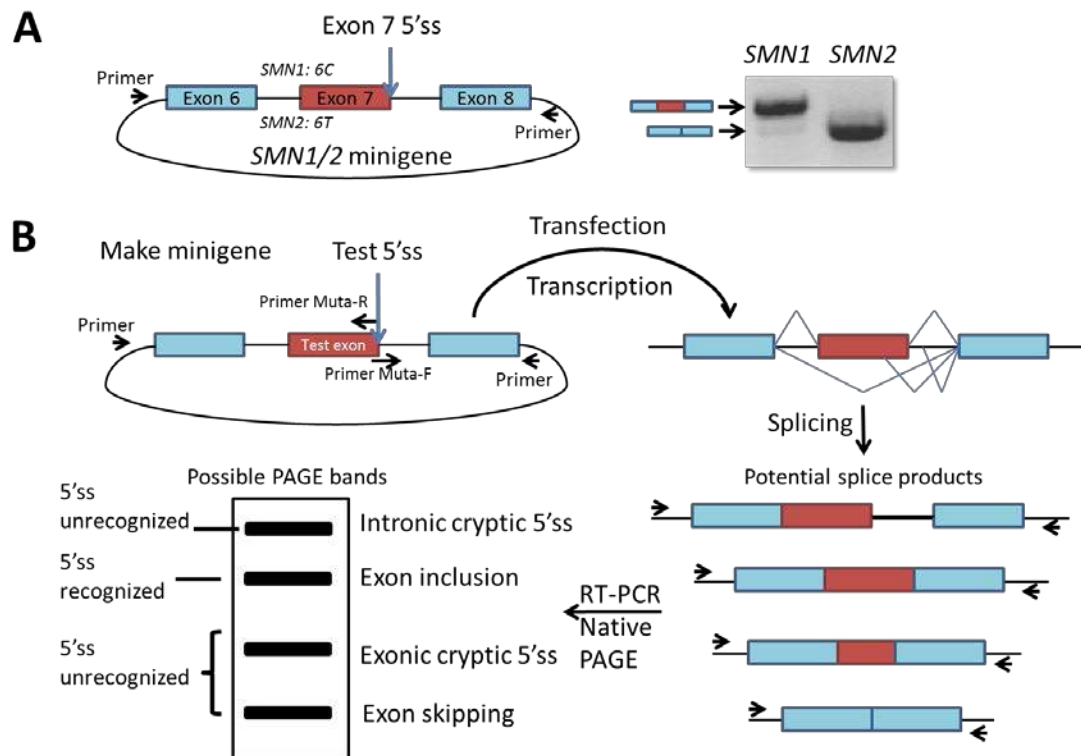 A
Exon 7 5'ss
Primer
SMN1: 6C
Exon 6
Exon 7
Exon 8
SMN2: 6T
Primer
SMN1/2 minigene
SMN1
SMN2
B
Make minigene
Test 5'ss
Primer Muta-R
Primer
Test exon
Primer Muta-F
Primer
Transfection
Transcription
Splicing
Potential splice products
Possible PAGE bands
5'ss
unrecognized
Intronic cryptic 5'ss
5'ss
recognized
Exon inclusion
5'ss
unrecognized
Exonic cryptic 5'ss
Exon skipping
RT-PCR
Native
PAGE